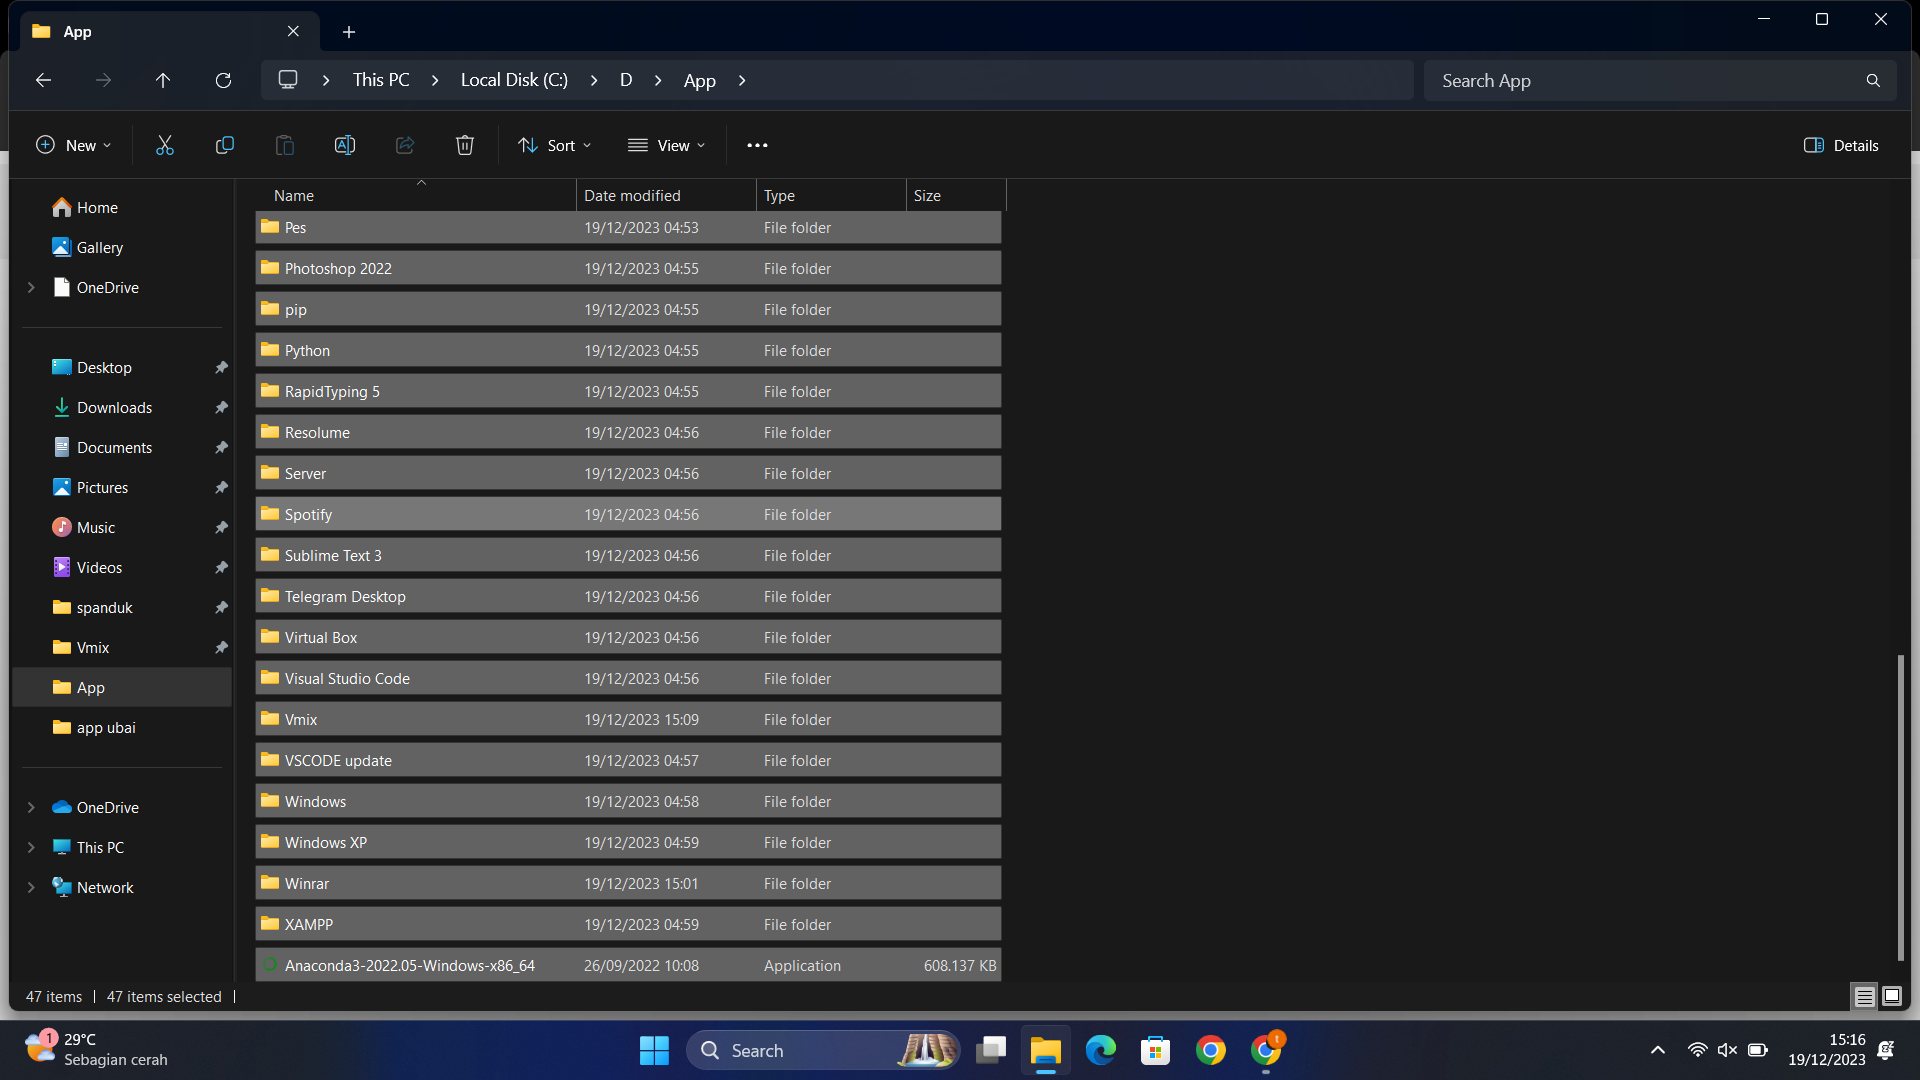 App
This PC
Local Disk (C:)
D
App
Search App
New
Sort
View
Details
Home
Gallery
OneDrive
Desktop
Downloads
Documents
Pictures
Music
Videos
spanduk
Vmix
App
app ubai
OneDrive
This PC
Network
Name Date modified Type Size
Pes 19/12/2023 04:53 File folder
Photoshop 2022 19/12/2023 04:55 File folder
pip 19/12/2023 04:55 File folder
Python 19/12/2023 04:55 File folder
RapidTyping 5 19/12/2023 04:55 File folder
Resolume 19/12/2023 04:56 File folder
Server 19/12/2023 04:56 File folder
Spotify 19/12/2023 04:56 File folder
Sublime Text 3 19/12/2023 04:56 File folder
Telegram Desktop 19/12/2023 04:56 File folder
Virtual Box 19/12/2023 04:56 File folder
Visual Studio Code 19/12/2023 04:56 File folder
Vmix 19/12/2023 15:09 File folder
VSCODE update 19/12/2023 04:57 File folder
Windows 19/12/2023 04:58 File folder
Windows XP 19/12/2023 04:59 File folder
Winrar 19/12/2023 15:01 File folder
XAMPP 19/12/2023 04:59 File folder
Anaconda3-2022.05-Windows-x86_64 26/09/2022 10:08 Application 608.137 KB
47 items 47 items selected
1
29°C
Sebagian cerah
Search
t
15:16
19/12/2023